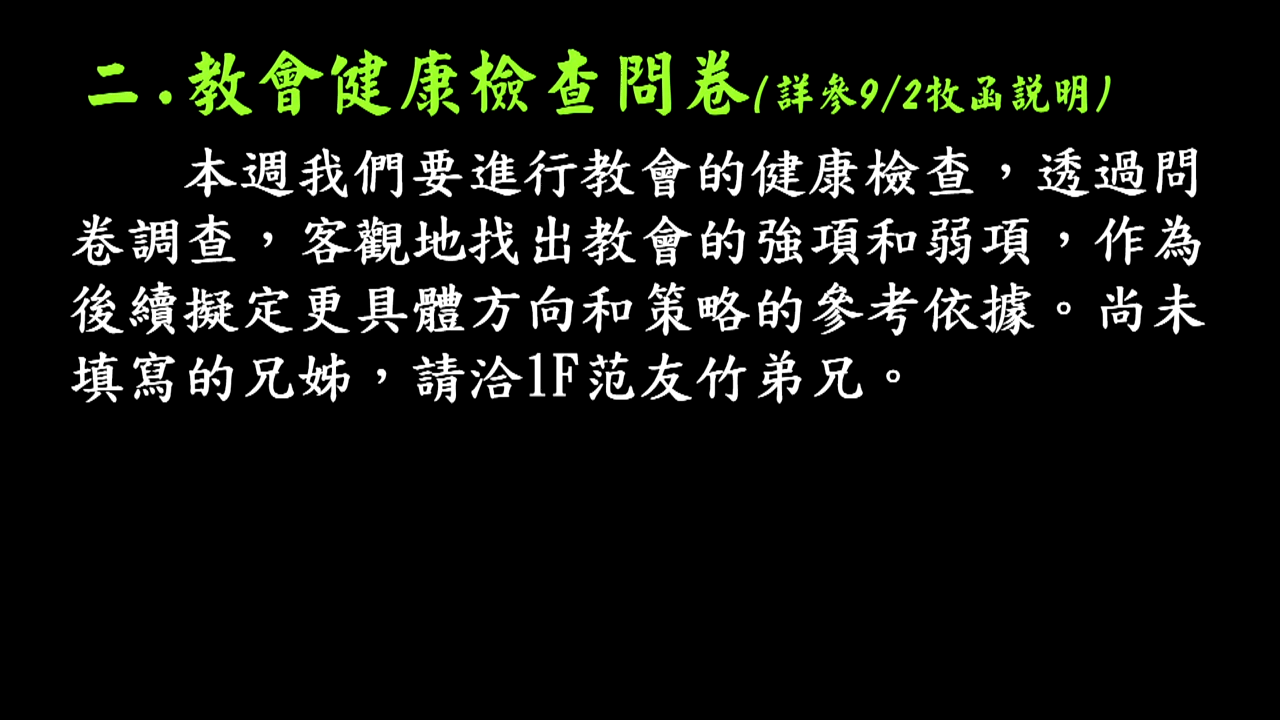 二.教會健康檢查問卷(詳參9/2牧函説明)
本週我們要進行教會的健康檢查，透過問
卷調查，客觀地找出教會的強項和弱項，作為
後續擬定更具體方向和策略的參考依據。尚未
填寫的兄姊，請洽1F范友竹弟兄。